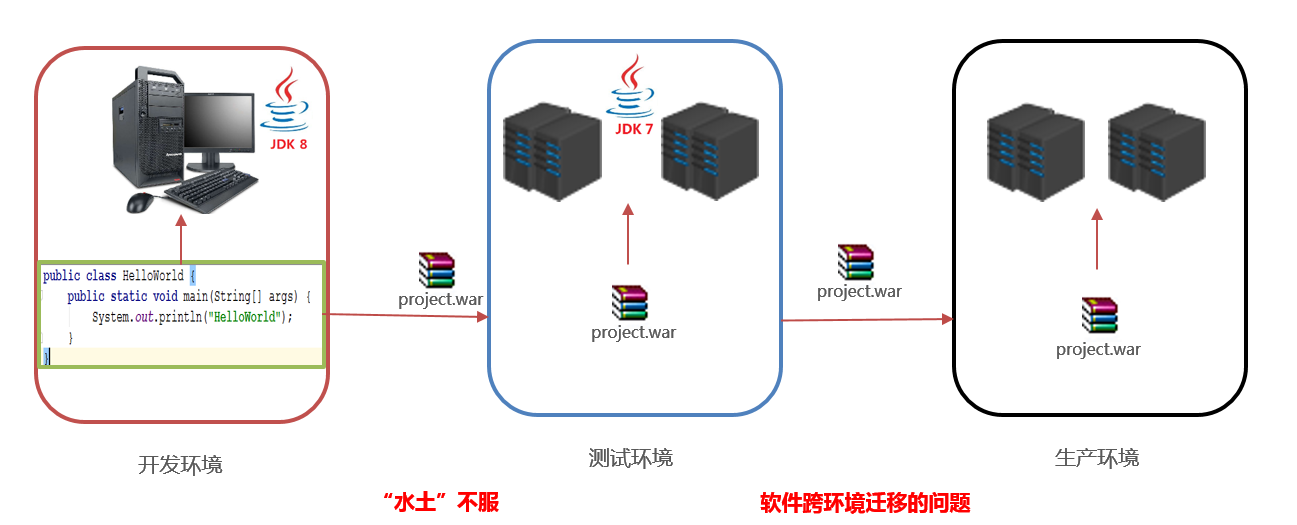 JDK 8
public class HelloWorld {
public static void main(String[] args) {
System.out.println("HelloWorld");
}
}
开发环境
project.war
JDK 7
project.war
测试环境
project.war
project.war
生产环境
“水土”不服
软件跨环境迁移的问题